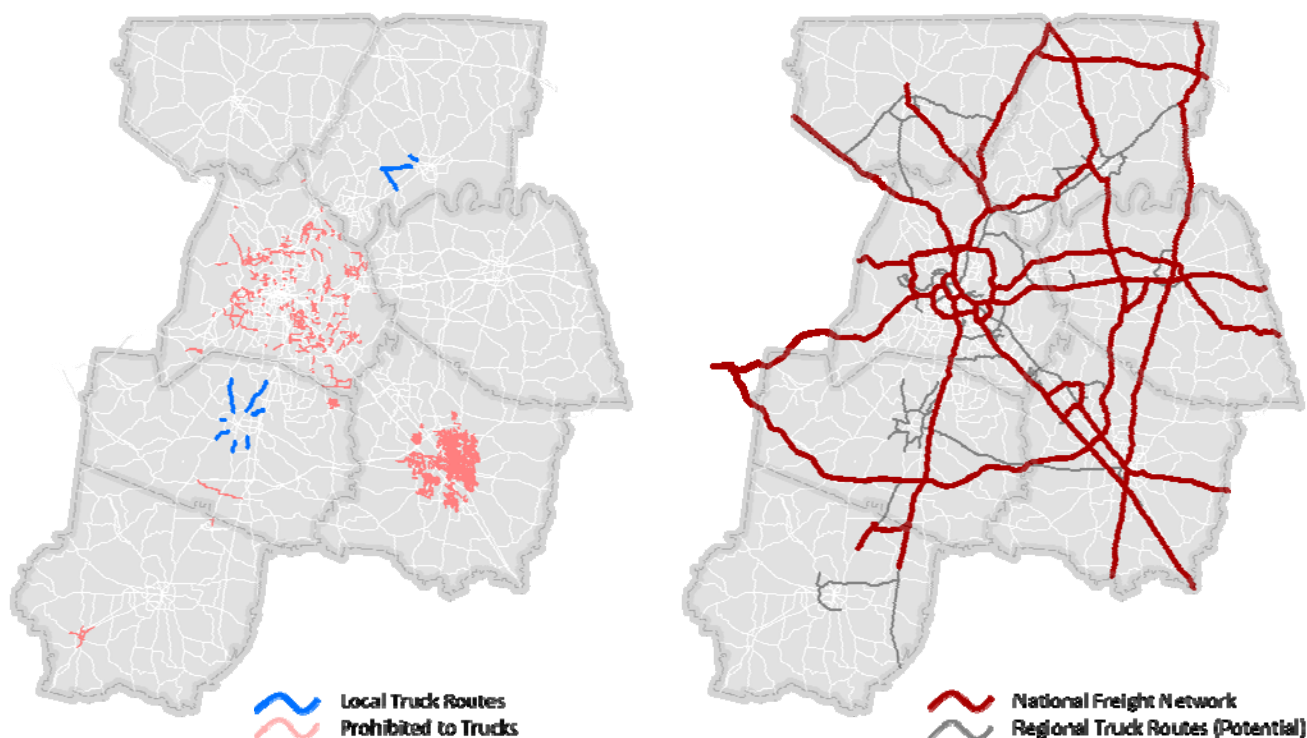 Local Truck Routes
Prohibited to Trucks
National Freight Network
Regional Truck Routes (Potential)